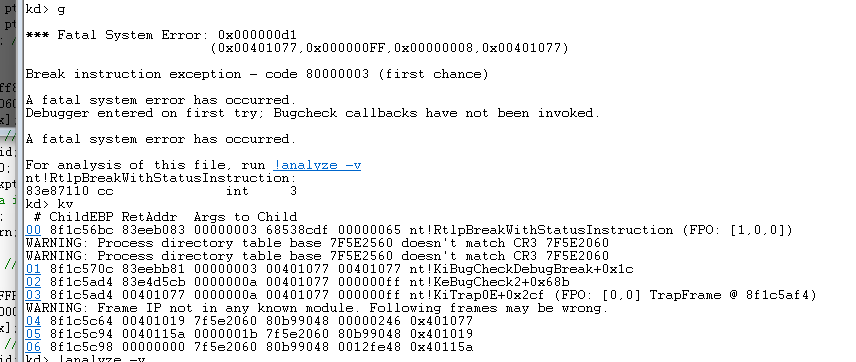 kd> g
*** Fatal System Error: 0x000000d1
(0x00401077,0x000000FF,0x00000008,0x00401077)
Break instruction exception - code 80000003 (first chance)
A fatal system error has occurred.
Debugger entered on first try; Bugcheck callbacks have not been invoked.
A fatal system error has occurred.
For analysis of this file, run !analyze -v
nt!RtlpBreakWithStatusInstruction:
83e87110 cc int 3
kd> kv
# ChildEBP RetAddr Args to Child
00 8f1c56bc 83eeb083 00000003 68538cdf 00000065 nt!RtlpBreakWithStatusInstruction (FPO: [1,0,0])
WARNING: Process directory table base 7F5E2560 doesn't match CR3 7F5E2060
WARNING: Process directory table base 7F5E2560 doesn't match CR3 7F5E2060
01 8f1c570c 83eebb81 00000003 00401077 00401077 nt!KiBugCheckDebugBreak+0x1c
02 8f1c5ad4 83e4d5cb 0000000a 00401077 000000ff nt!KeBugCheck2+0x68b
03 8f1c5ad4 00401077 0000000a 00401077 000000ff nt!KiTrap0E+0x2cf (FPO: [0,0] TrapFrame @ 8f1c5af4)
WARNING: Frame IP not in any known module. Following frames may be wrong.
04 8f1c5c64 00401019 7f5e2060 80b99048 00000246 0x401077
05 8f1c5c94 0040115a 0000001b 7f5e2060 80b99048 0x401019
06 8f1c5c98 00000000 7f5e2060 80b99048 0012fe48 0x40115a
kd> !analyze -v